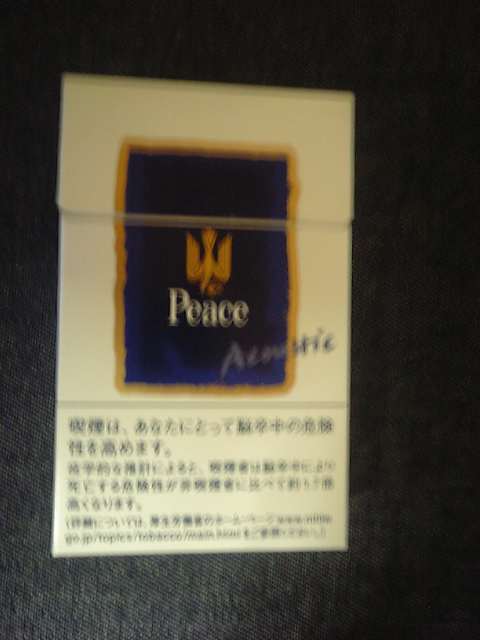 Peace
Acoustic
喫煙は、あなたにとって脳卒中の危険
性を高めます。
疫学的な推計によると、喫煙者は脳卒中により
死亡する危険性が非喫煙者に比べて約1.7倍
高くなります。
(詳細については、厚生労働省のホームページwww.mhlw.
go.jp/topics/tobacco/main.htmlをご参照ください。)